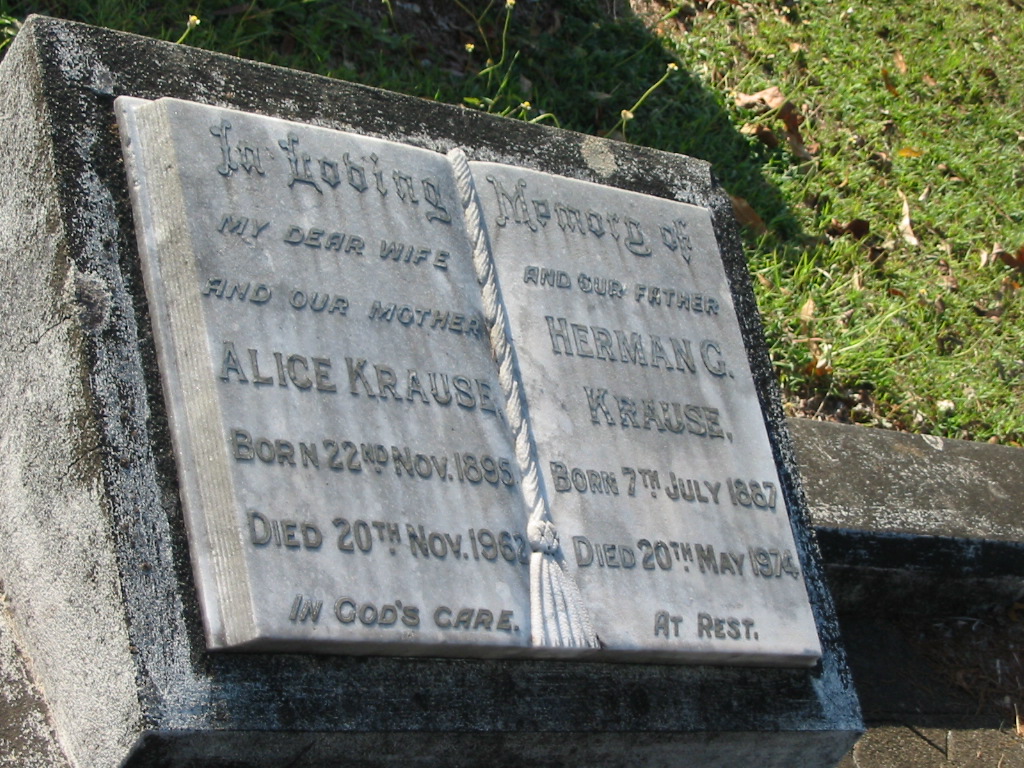 In Loving Memory of
MY DEAR WIFE
AND OUR MOTHER
ALICE KRAUSE,
BORN 22ND NOV. 1895
DIED 20TH NOV. 1962
IN GOD'S CARE.
AND OUR FATHER
HERMAN G.
KRAUSE,
BORN 7TH JULY 1887
DIED 20TH MAY 1974.
AT REST.